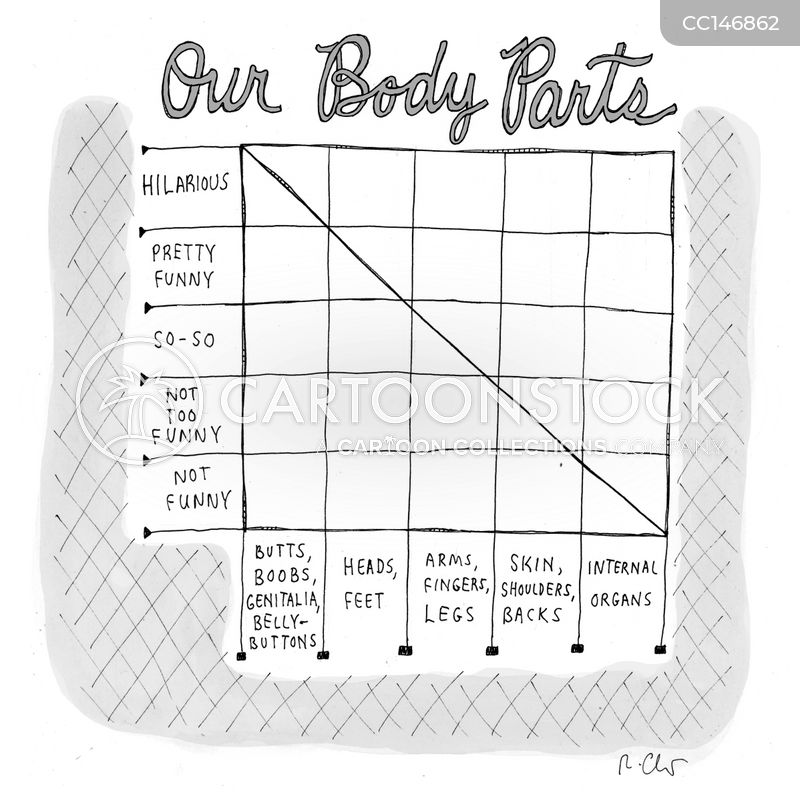 CC146862
Our Body Parts
HILARIOUS
PRETTY
FUNNY
SO-SO
NOT
TOO
FUNNY
NOT
FUNNY
CARTOONSTOCK
A CARTOON COLLECTIONS COMPANY
BUTTS,
BOOBS,
GENITALIA,
BELLY-
BUTTONS
HEADS,
FEET
ARMS,
FINGERS,
LEGS
SKIN,
SHOULDERS,
BACKS
INTERNAL
ORGANS